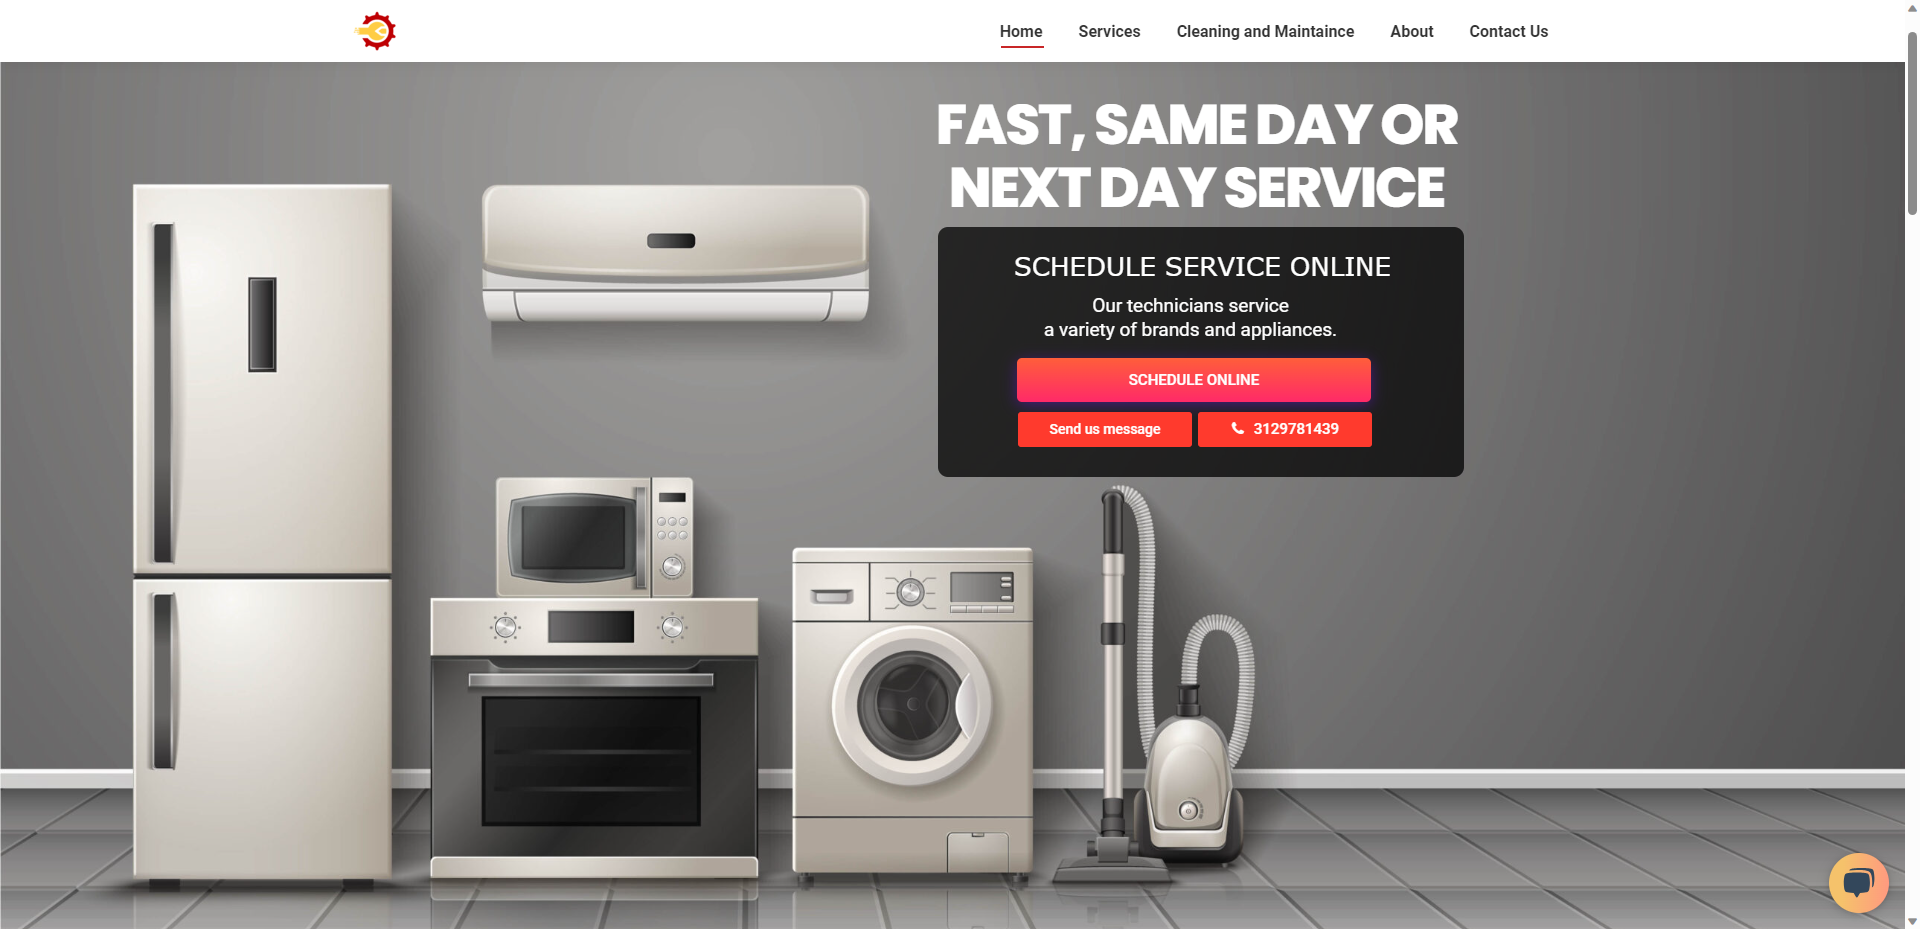 Home
Services
Cleaning and Maintaince
About
Contact Us
FAST, SAME DAY OR
NEXT DAY SERVICE
SCHEDULE SERVICE ONLINE
Our technicians service
a variety of brands and appliances.
SCHEDULE ONLINE
Send us message
3129781439